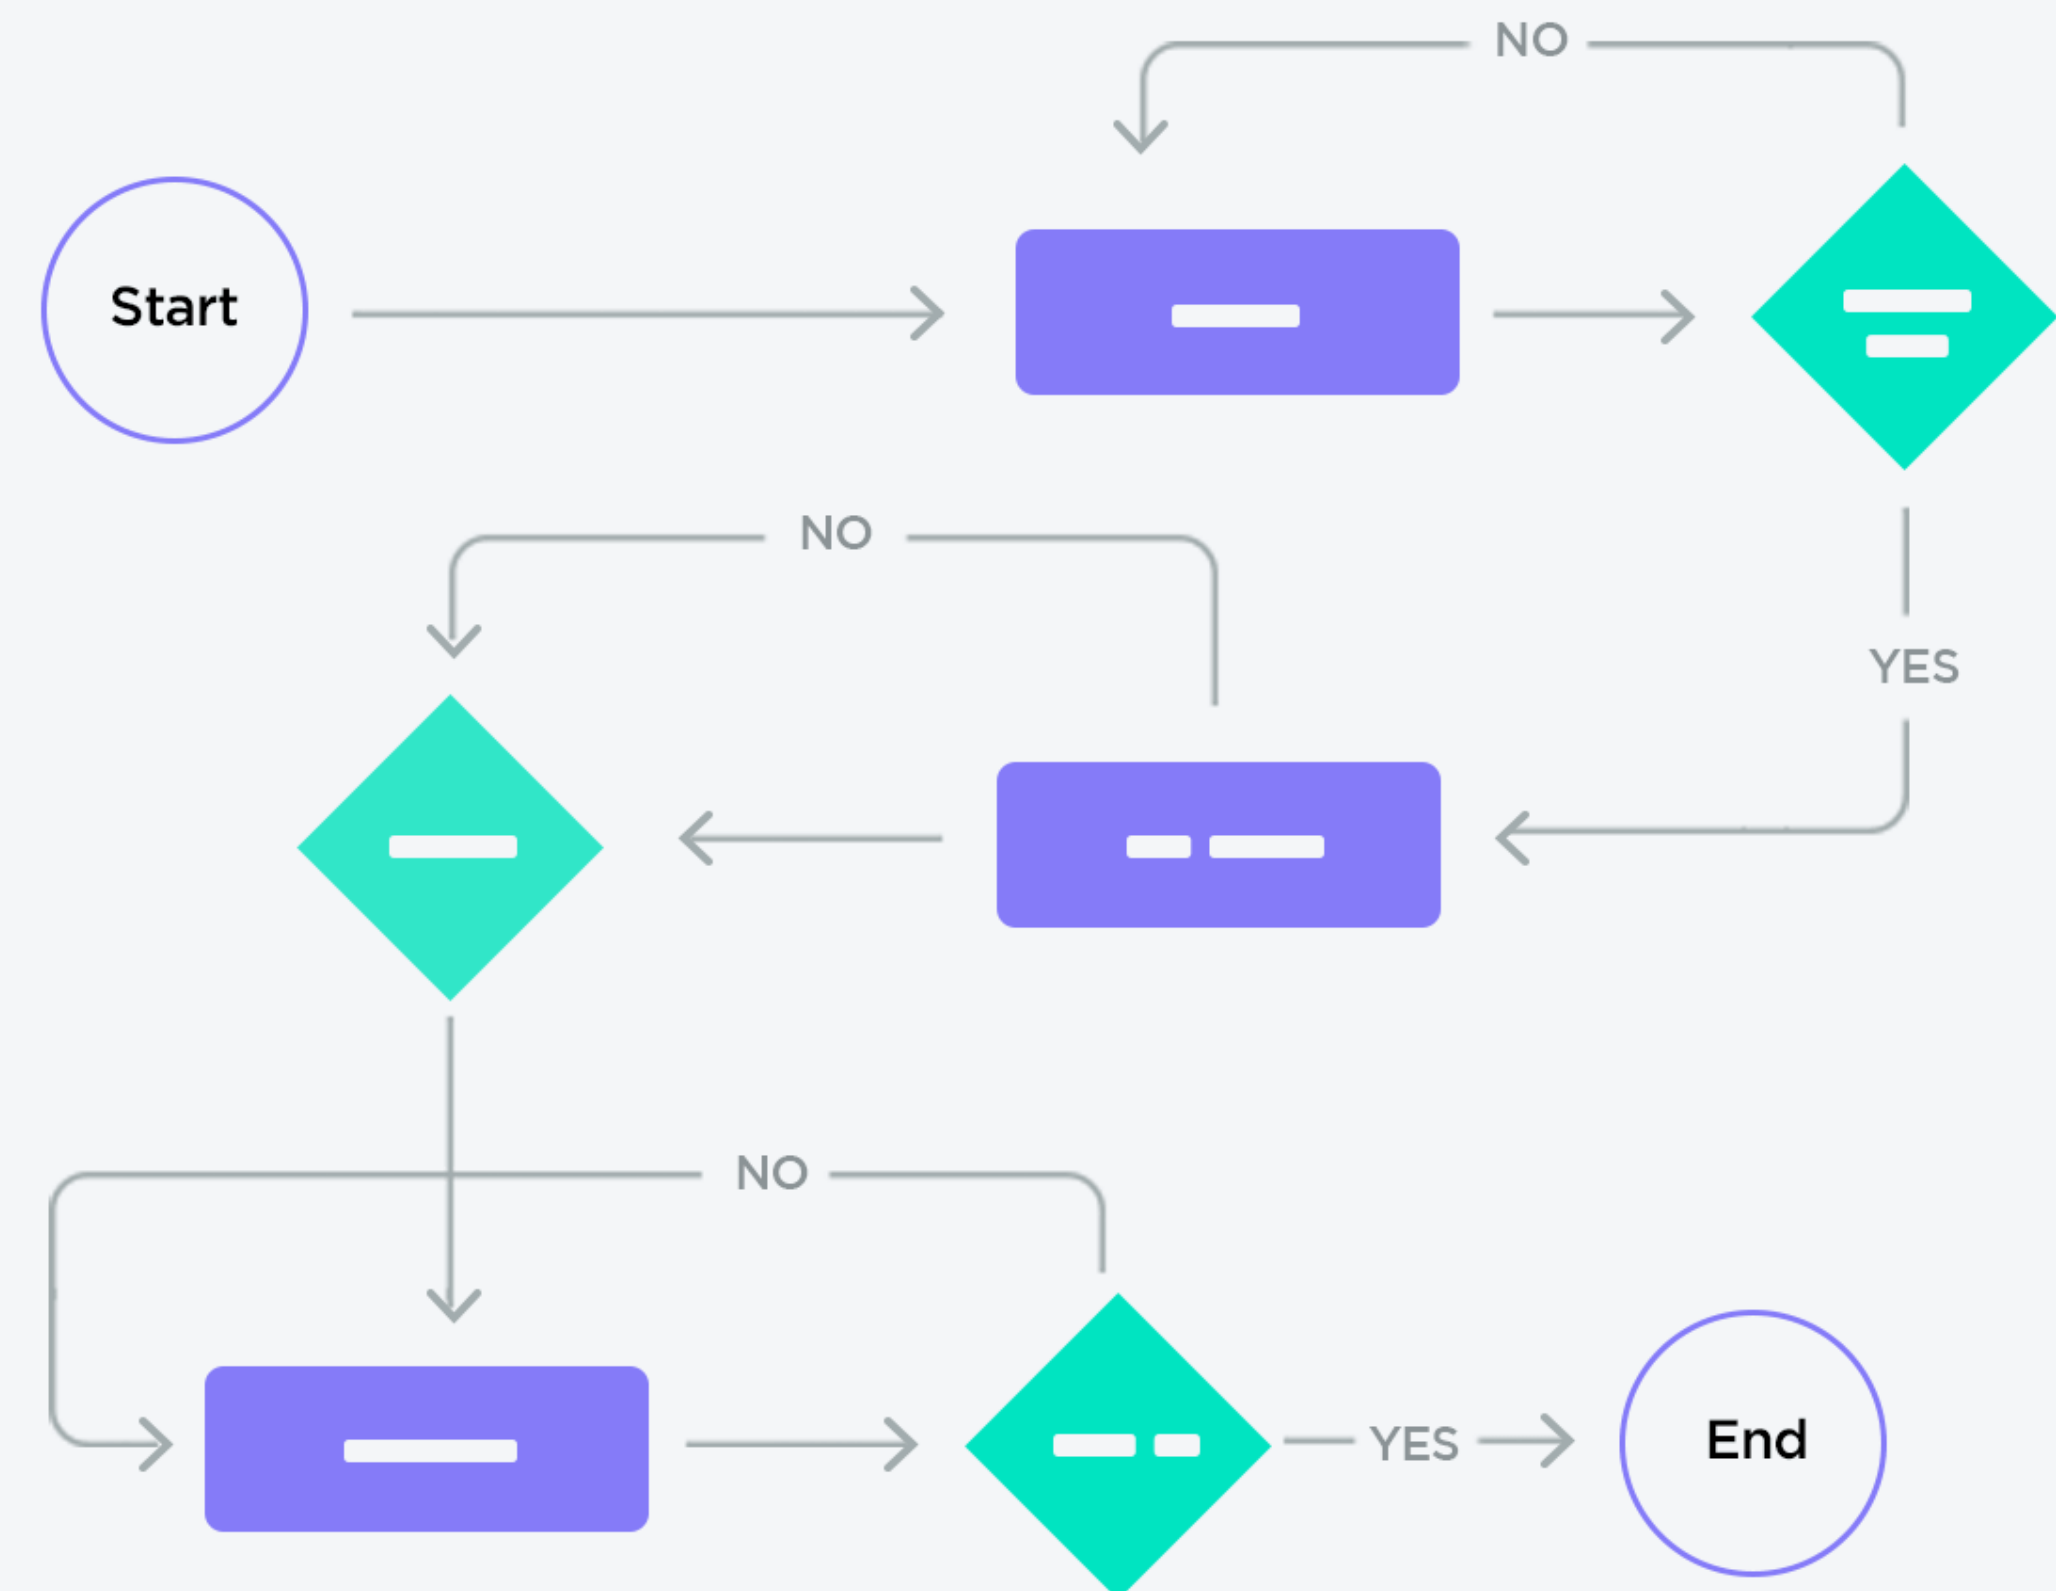 NO
Start
NO
YES
NO
YES
End